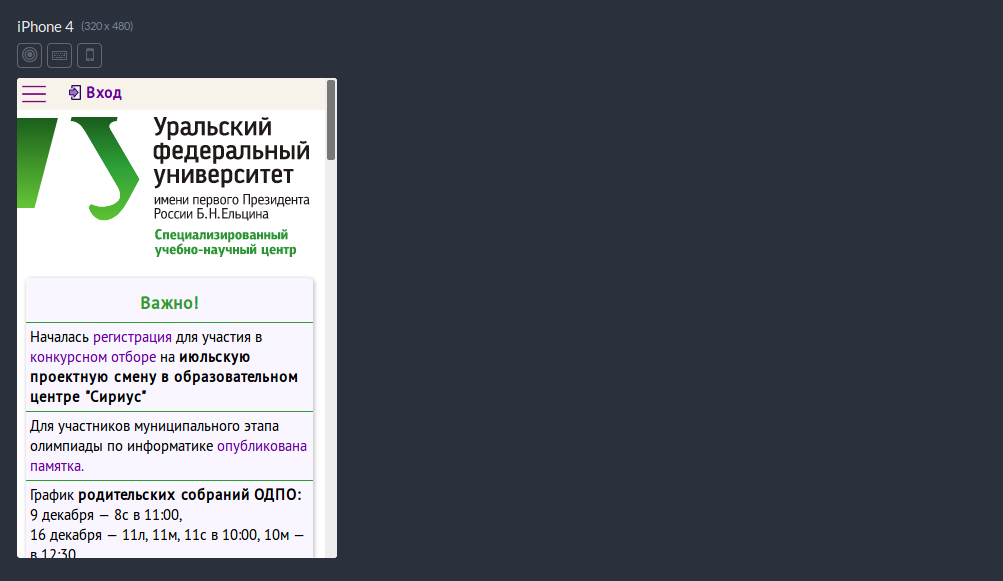 iPhone 4 (320 x 480)
Вход
Уральский
федеральный
университет
имени первого Президента
России Б.Н.Ельцина
Специализированный
учебно-научный центр
Важно!
Началась регистрация для участия в
конкурсном отборе на июльскую
проектную смену в образовательном
центре "Сириус"
Для участников муниципального этапа
олимпиады по информатике опубликована
памятка.
График родительских собраний ОДПО:
9 декабря — 8с в 11:00,
16 декабря — 11л, 11м, 11с в 10:00, 10м —
в 12:30